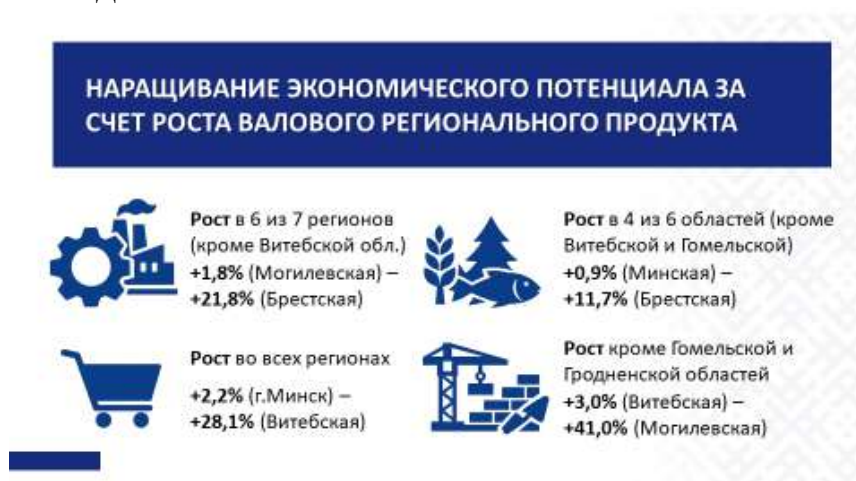 НАРАЩИВАНИЕ ЭКОНОМИЧЕСКОГО ПОТЕНЦИАЛА ЗА
СЧЕТ РОСТА ВАЛОВОГО РЕГИОНАЛЬНОГО ПРОДУКТА
Рост в 6 из 7 регионов
(кроме Витебской обл.)
+1,8% (Могилевская) –
+21,8% (Брестская)
Рост в 4 из 6 областей (кроме
Витебской и Гомельской)
+0,9% (Минская) –
+11,7% (Брестская)
Рост во всех регионах
+2,2% (г.Минск) –
+28,1% (Витебская)
Рост кроме Гомельской и
Гродненской областей
+3,0% (Витебская) –
+41,0% (Могилевская)